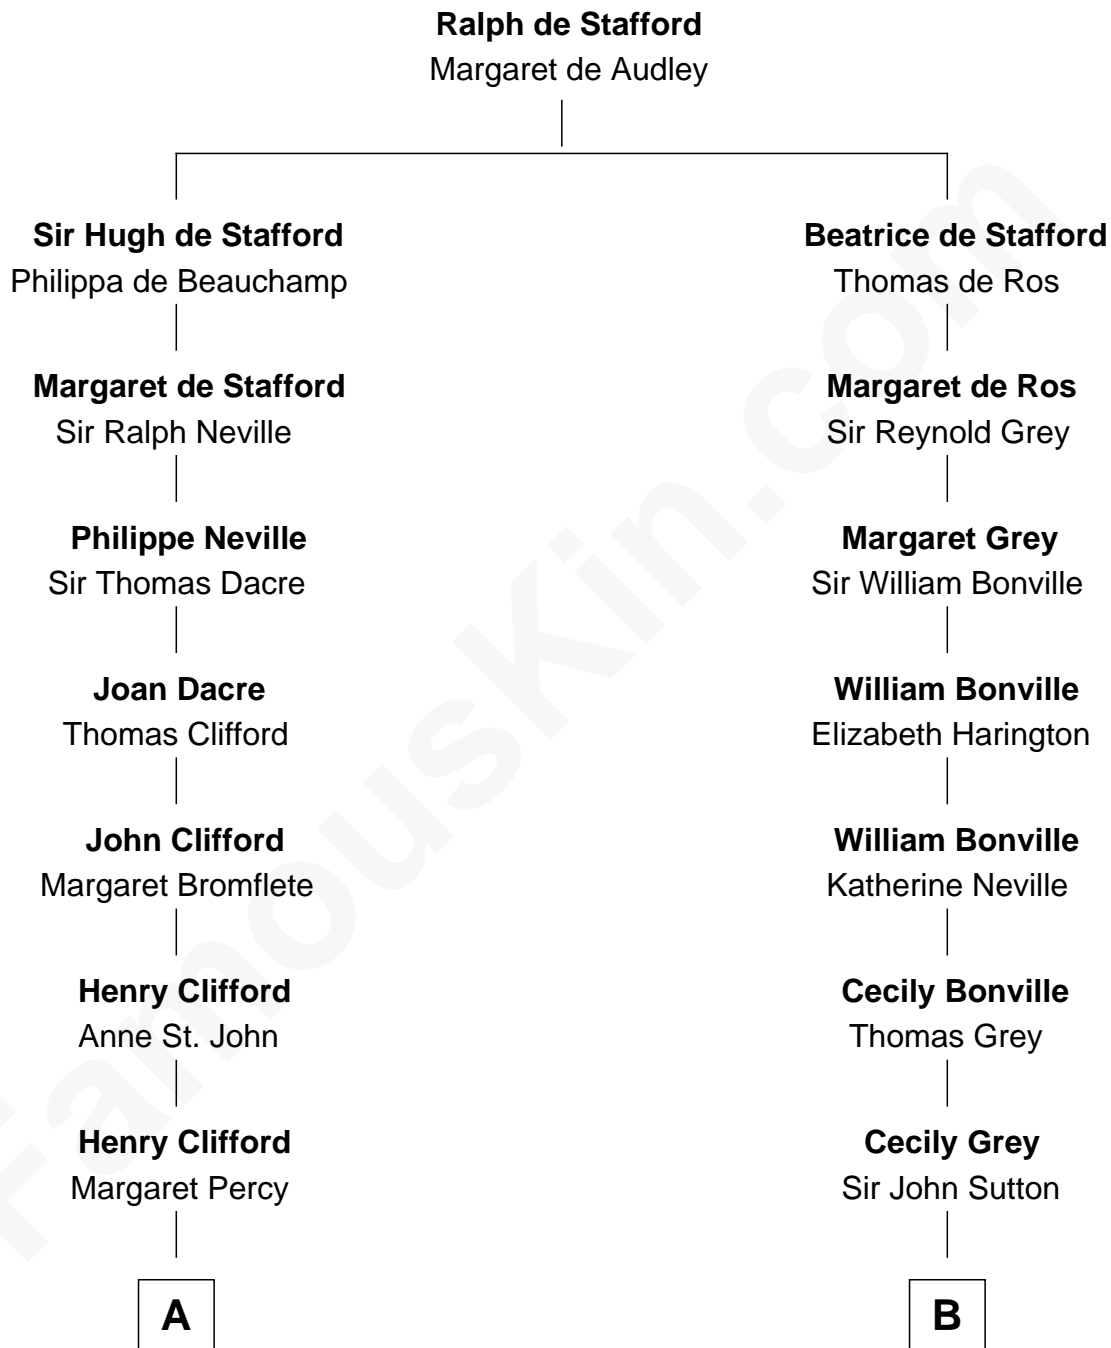 Ralph de Stafford
Margaret de Audley
Sir Hugh de Stafford
Philippa de Beauchamp
Beatrice de Stafford
Thomas de Ros
Margaret de Stafford
Sir Ralph Neville
Margaret de Ros
Sir Reynold Grey
Philippe Neville
Sir Thomas Dacre
Margaret Grey
Sir William Bonville
Joan Dacre
Thomas Clifford
William Bonville
Elizabeth Harington
John Clifford
Margaret Bromflete
William Bonville
Katherine Neville
Henry Clifford
Anne St. John
Cecily Bonville
Thomas Grey
Henry Clifford
Margaret Percy
Cecily Grey
Sir John Sutton
A
B
FamousKin.com